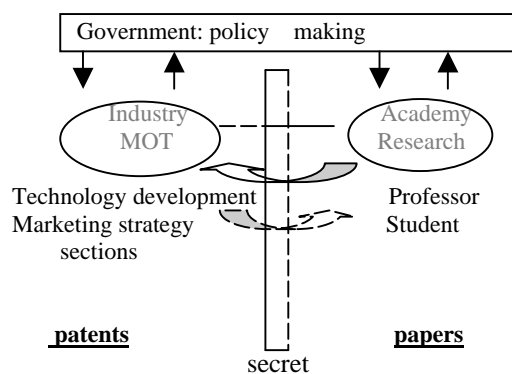 Government: policy making
Industry
MOT
Academy
Research
Technology development
Marketing strategy
sections
Professor
Student
patents
papers
secret